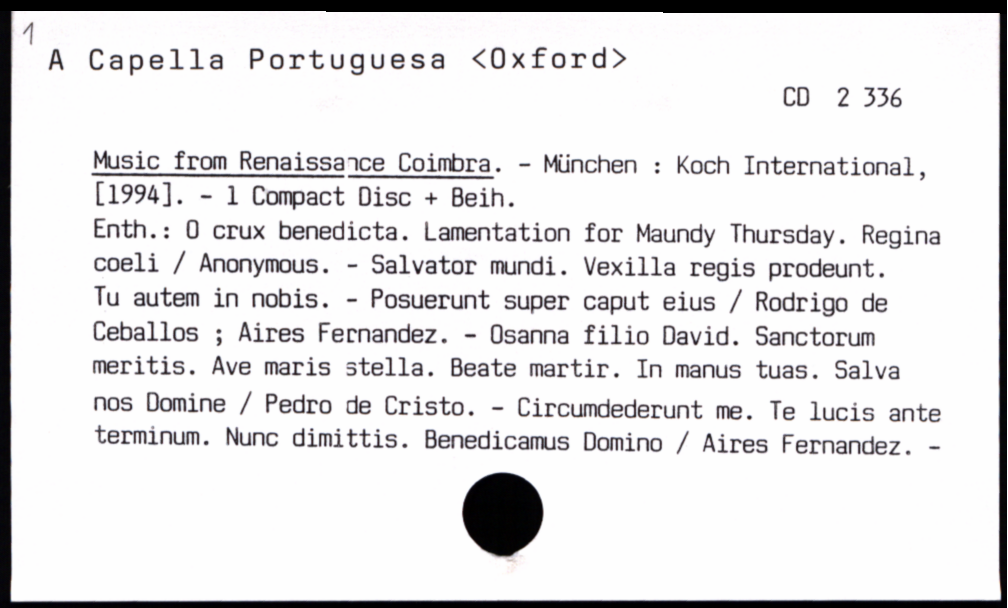 1
A Capella Portuguesa <Oxford>
CD 2 336
Music from Renaissance Coimbra. - München : Koch International,
[1994]. - 1 Compact Disc + Beih.
Enth.: O crux benedicta. Lamentation for Maundy Thursday. Regina
coeli / Anonymous. - Salvator mundi. Vexilla regis prodeunt.
Tu autem in nobis. - Posuerunt super caput eius / Rodrigo de
Ceballos ; Aires Fernandez. - Osanna filio David. Sanctorum
meritis. Ave maris stella. Beate martir. In manus tuas. Salva
nos Domine / Pedro de Cristo. - Circumdederunt me. Te lucis ante
terminum. Nunc dimittis. Benedicamus Domino / Aires Fernandez. -